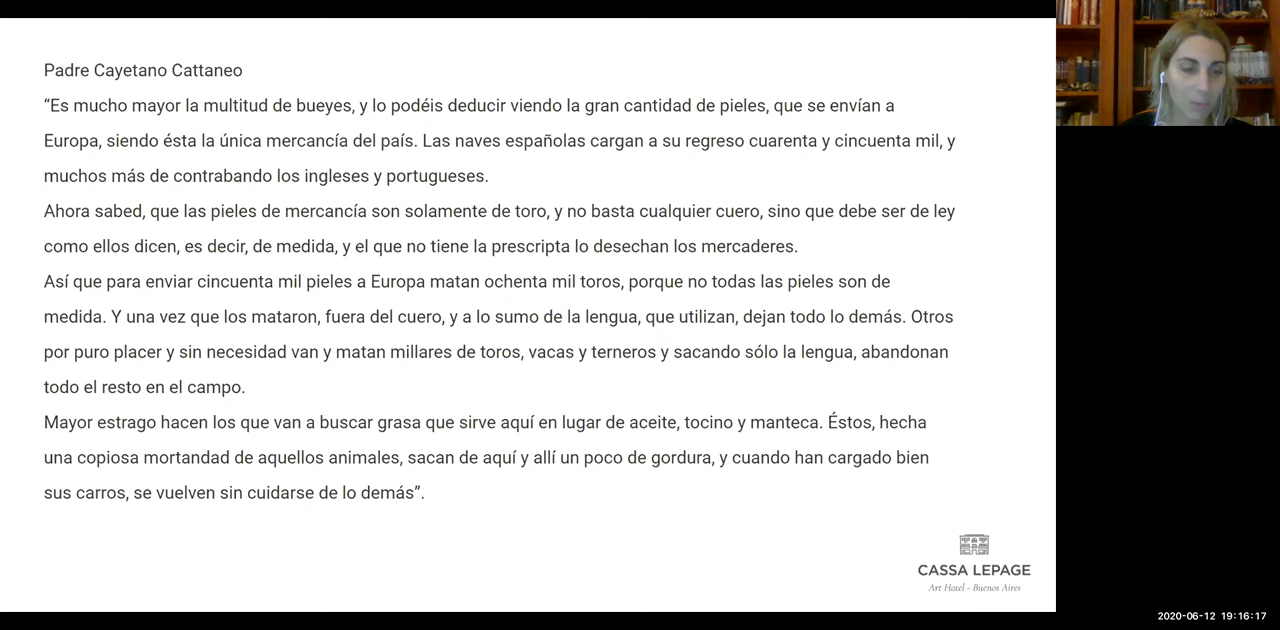 Padre Cayetano Cattaneo
“Es mucho mayor la multitud de bueyes, y lo podéis deducir viendo la gran cantidad de pieles, que se envían a
Europa, siendo ésta la única mercancía del país. Las naves españolas cargan a su regreso cuarenta y cincuenta mil, y
muchos más de contrabando los ingleses y portugueses.
Ahora sabed, que las pieles de mercancía son solamente de toro, y no basta cualquier cuero, sino que debe ser de ley
como ellos dicen, es decir, de medida, y el que no tiene la prescripta lo desechan los mercaderes.
Así que para enviar cincuenta mil pieles a Europa matan ochenta mil toros, porque no todas las pieles son de
medida. Y una vez que los mataron, fuera del cuero, y a lo sumo de la lengua, que utilizan, dejan todo lo demás. Otros
por puro placer y sin necesidad van y matan millares de toros, vacas y terneros y sacando sólo la lengua, abandonan
todo el resto en el campo.
Mayor estrago hacen los que van a buscar grasa que sirve aquí en lugar de aceite, tocino y manteca. Éstos, hecha
una copiosa mortandad de aquellos animales, sacan de aquí y allí un poco de gordura, y cuando han cargado bien
sus carros, se vuelven sin cuidarse de lo demás”.
CASSA LEPAGE
Art Hotel - Buenos Aires
2020-06-12 19:16:17